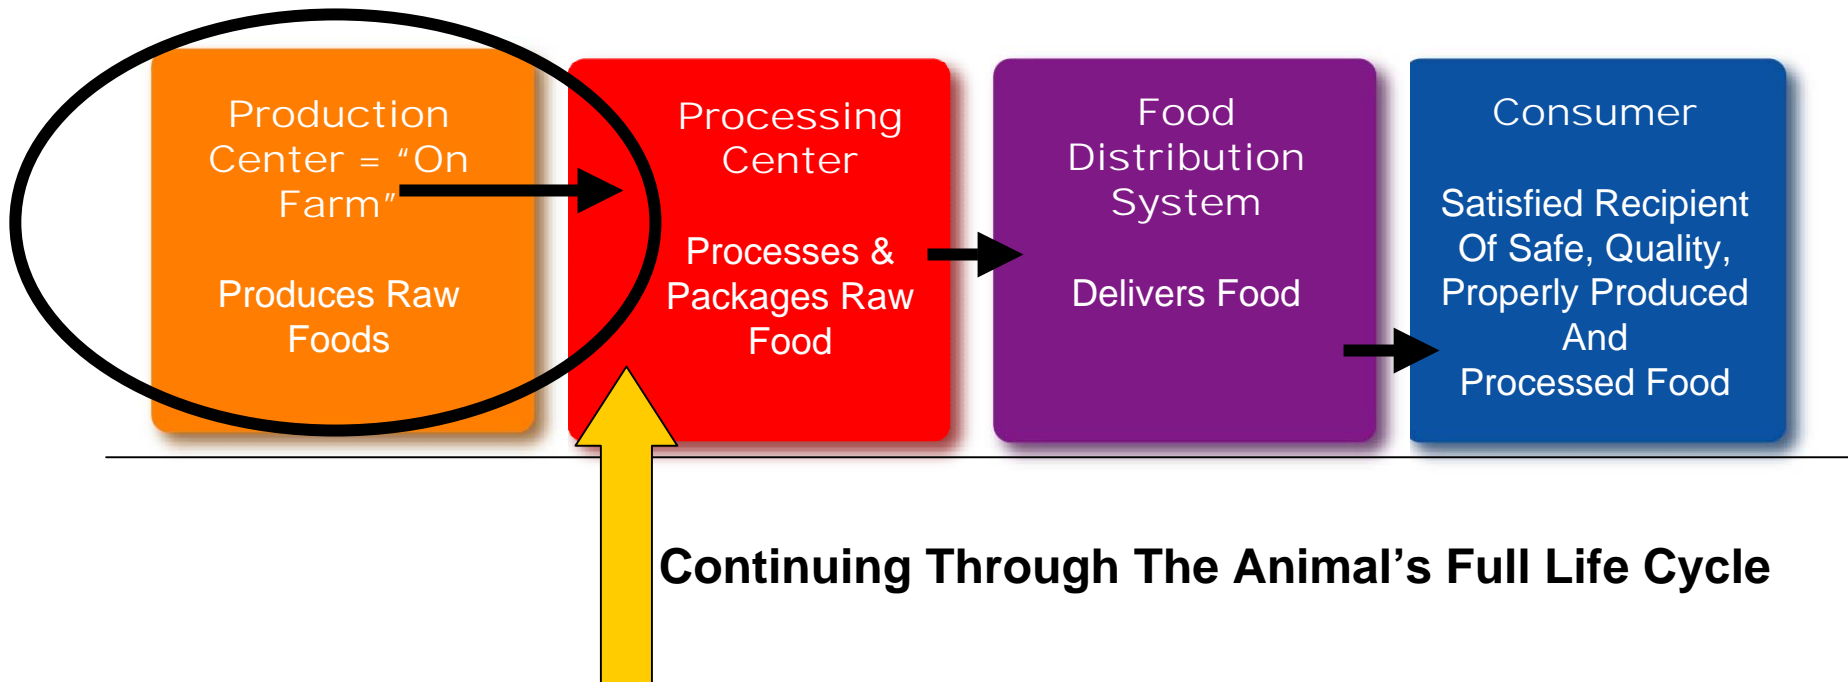 Production
Center = “On
Farm”
Produces Raw
Foods
Processing
Center
Processes &
Packages Raw
Food
Food
Distribution
System
Delivers Food
Consumer
Satisfied Recipient
Of Safe, Quality,
Properly Produced
And
Processed Food
Continuing Through The Animal’s Full Life Cycle